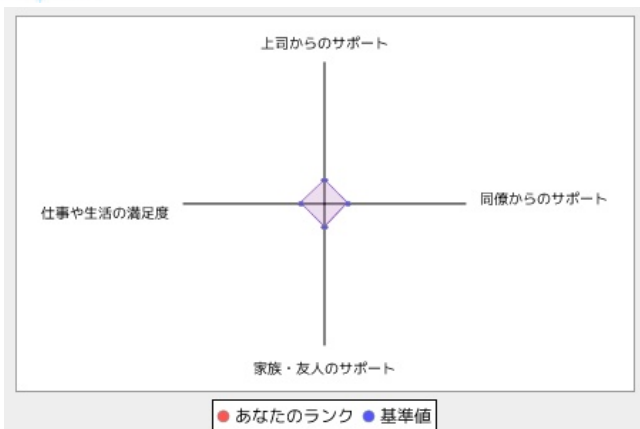 上司からのサポート
仕事や生活の満足度
同僚からのサポート
家族・友人のサポート
あなたのランク 基準値